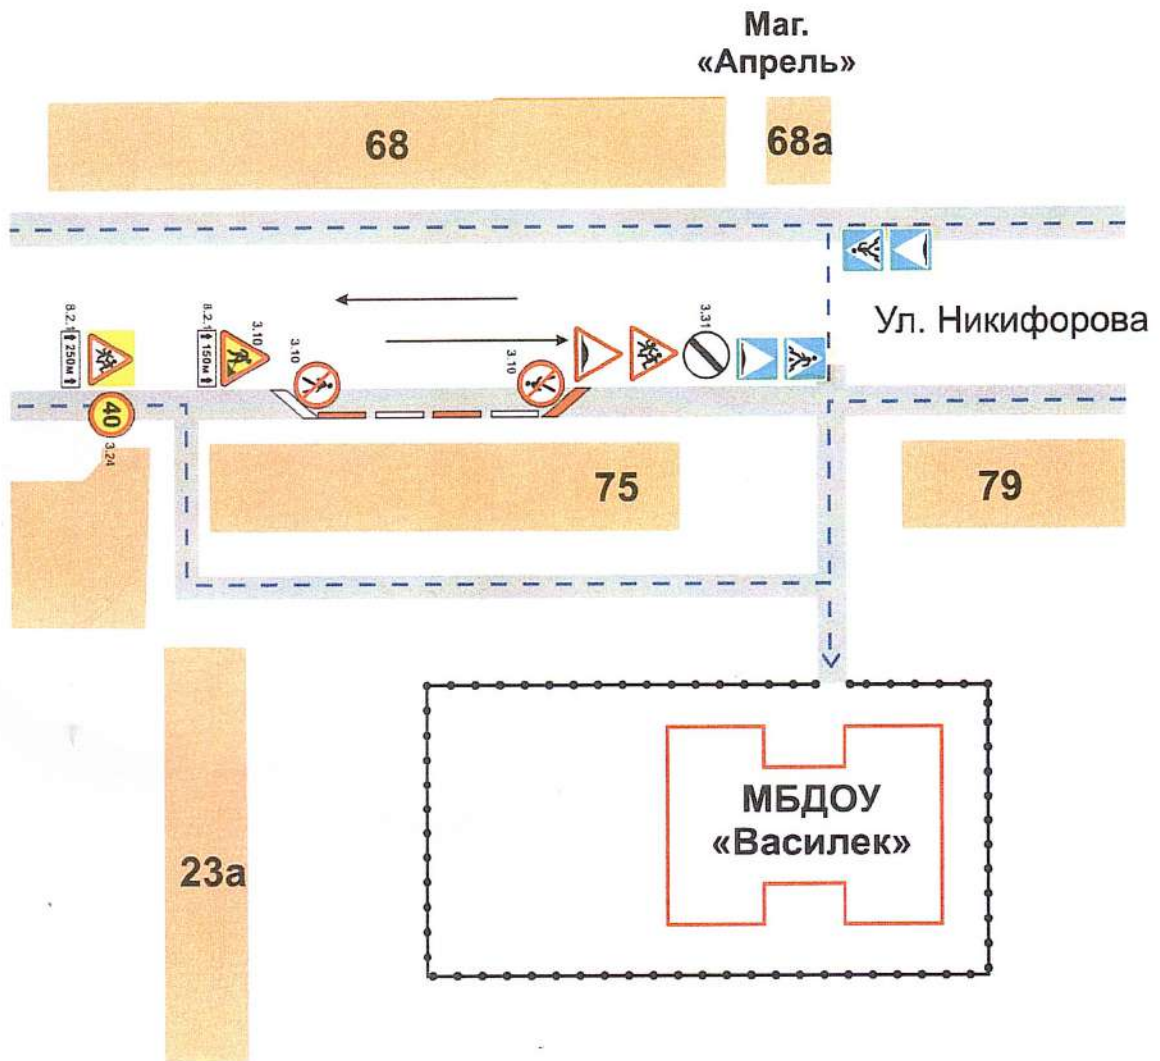 Маг.
«Апрель»
68
68а
Ул. Никифорова
8.2.1
250м
8.2.1
150м
3.10
3.10
3.10
3.31
40
3.24
75
79
23а
МБДОУ
«Василек»